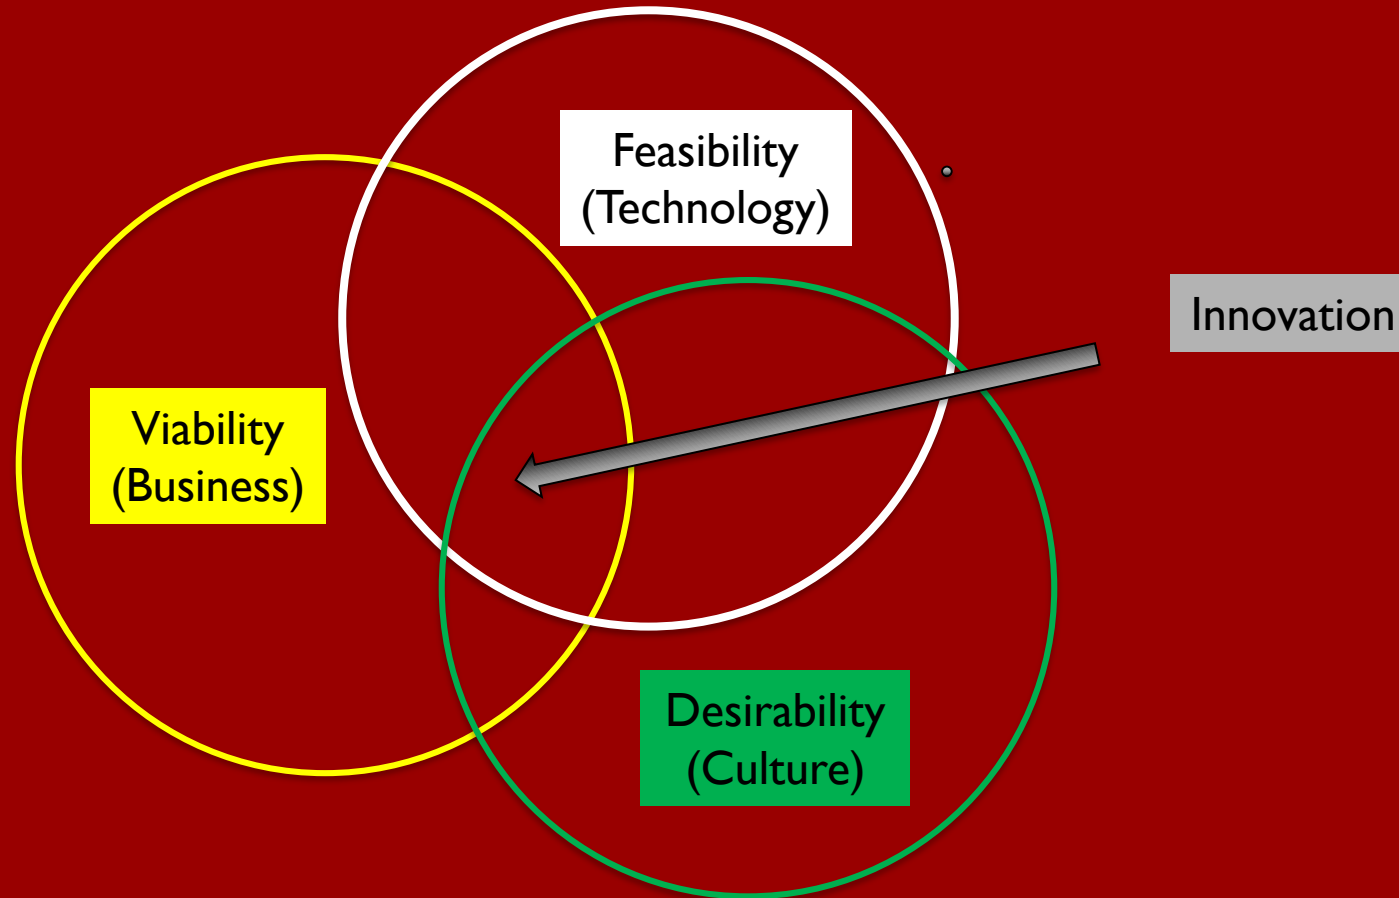 Feasibility
(Technology)
Innovation
Viability
(Business)
Desirability
(Culture)